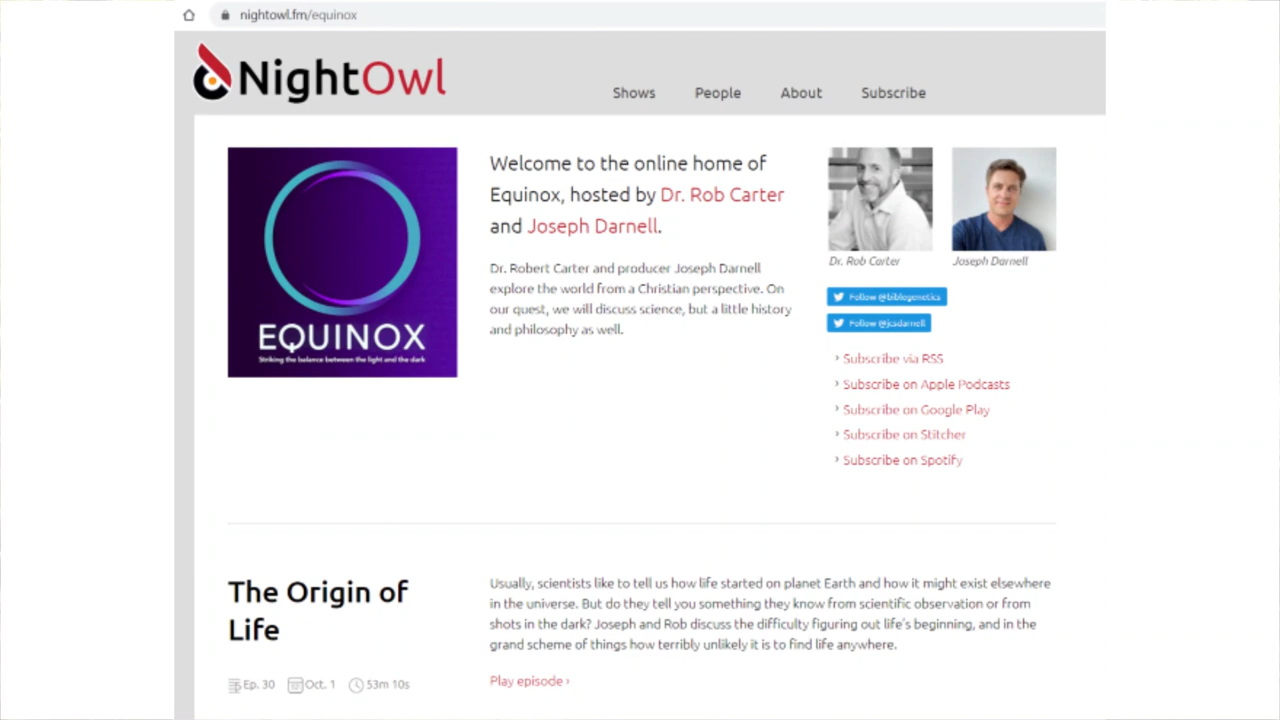 nightowl.fm/equinox
NightOwl
Shows People About Subscribe
EQUINOX
Striking the balance between the light and the dark
Welcome to the online home of
Equinox, hosted by Dr. Rob Carter
and Joseph Darnell.
Dr. Robert Carter and producer Joseph Darnell
explore the world from a Christian perspective. On
our quest, we will discuss science, but a little history
and philosophy as well.
Dr. Rob Carter
Joseph Darnell
Follow @biblegenetics
Follow @jcsdarnell
Subscribe via RSS
Subscribe on Apple Podcasts
Subscribe on Google Play
Subscribe on Stitcher
Subscribe on Spotify
The Origin of
Life
Ep. 30 Oct. 1 53m 10s
Usually, scientists like to tell us how life started on planet Earth and how it might exist elsewhere
in the universe. But do they tell you something they know from scientific observation or from
shots in the dark? Joseph and Rob discuss the difficulty figuring out life's beginning, and in the
grand scheme of things how terribly unlikely it is to find life anywhere.
Play episode ›